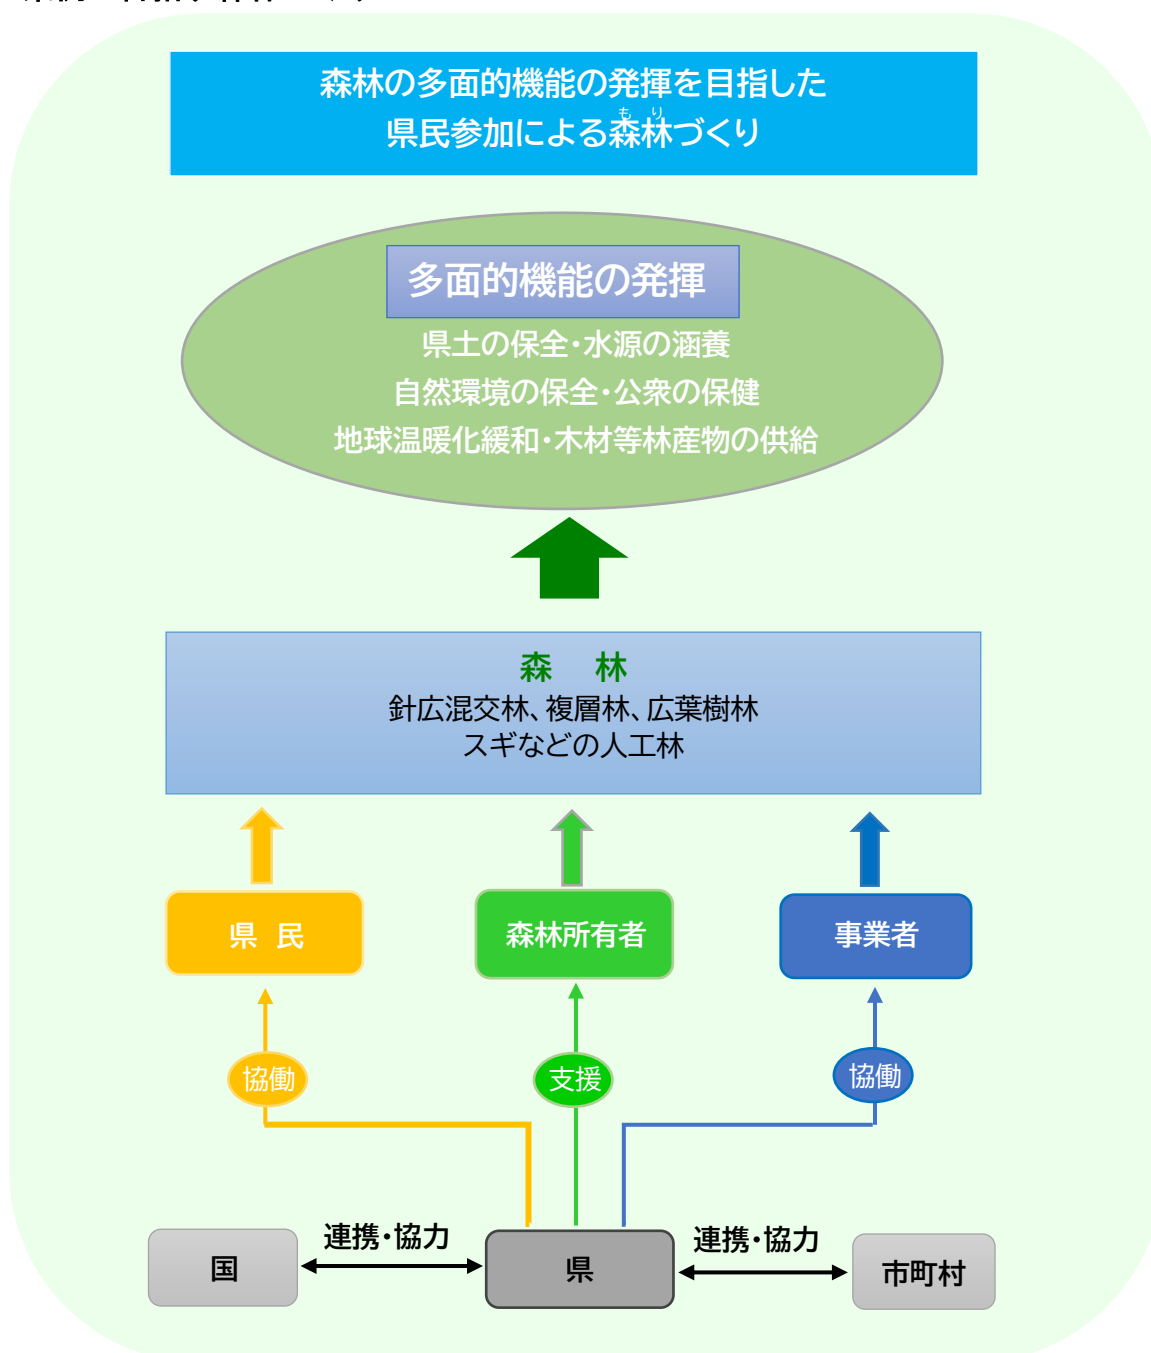 森林の多面的機能の発揮を目指した
もり
県民参加による森林づくり
多面的機能の発揮
県土の保全・水源の涵養
自然環境の保全・公衆の保健
地球温暖化緩和・木材等林産物の供給
森　林
針広混交林、複層林、広葉樹林
スギなどの人工林
県　民
森林所有者
事業者
協働
支援
協働
連携・協力
連携・協力
国
県
市町村